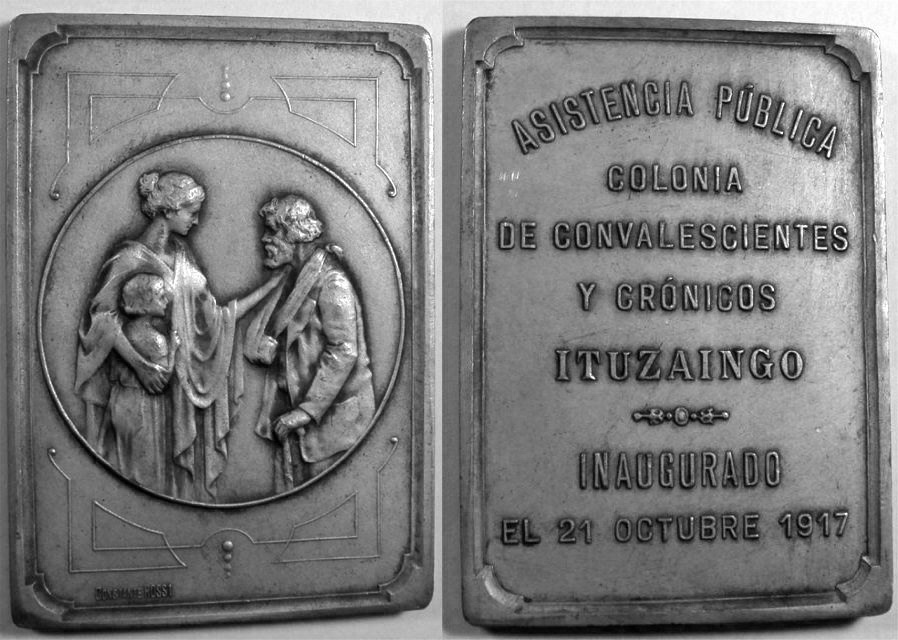 CONSTANTE ROSSI
ASISTENCIA PÚBLICA
COLONIA
DE CONVALESCIENTES
Y CRÓNICOS
ITUZAINGO
INAUGURADO
EL 21 OCTUBRE 1917